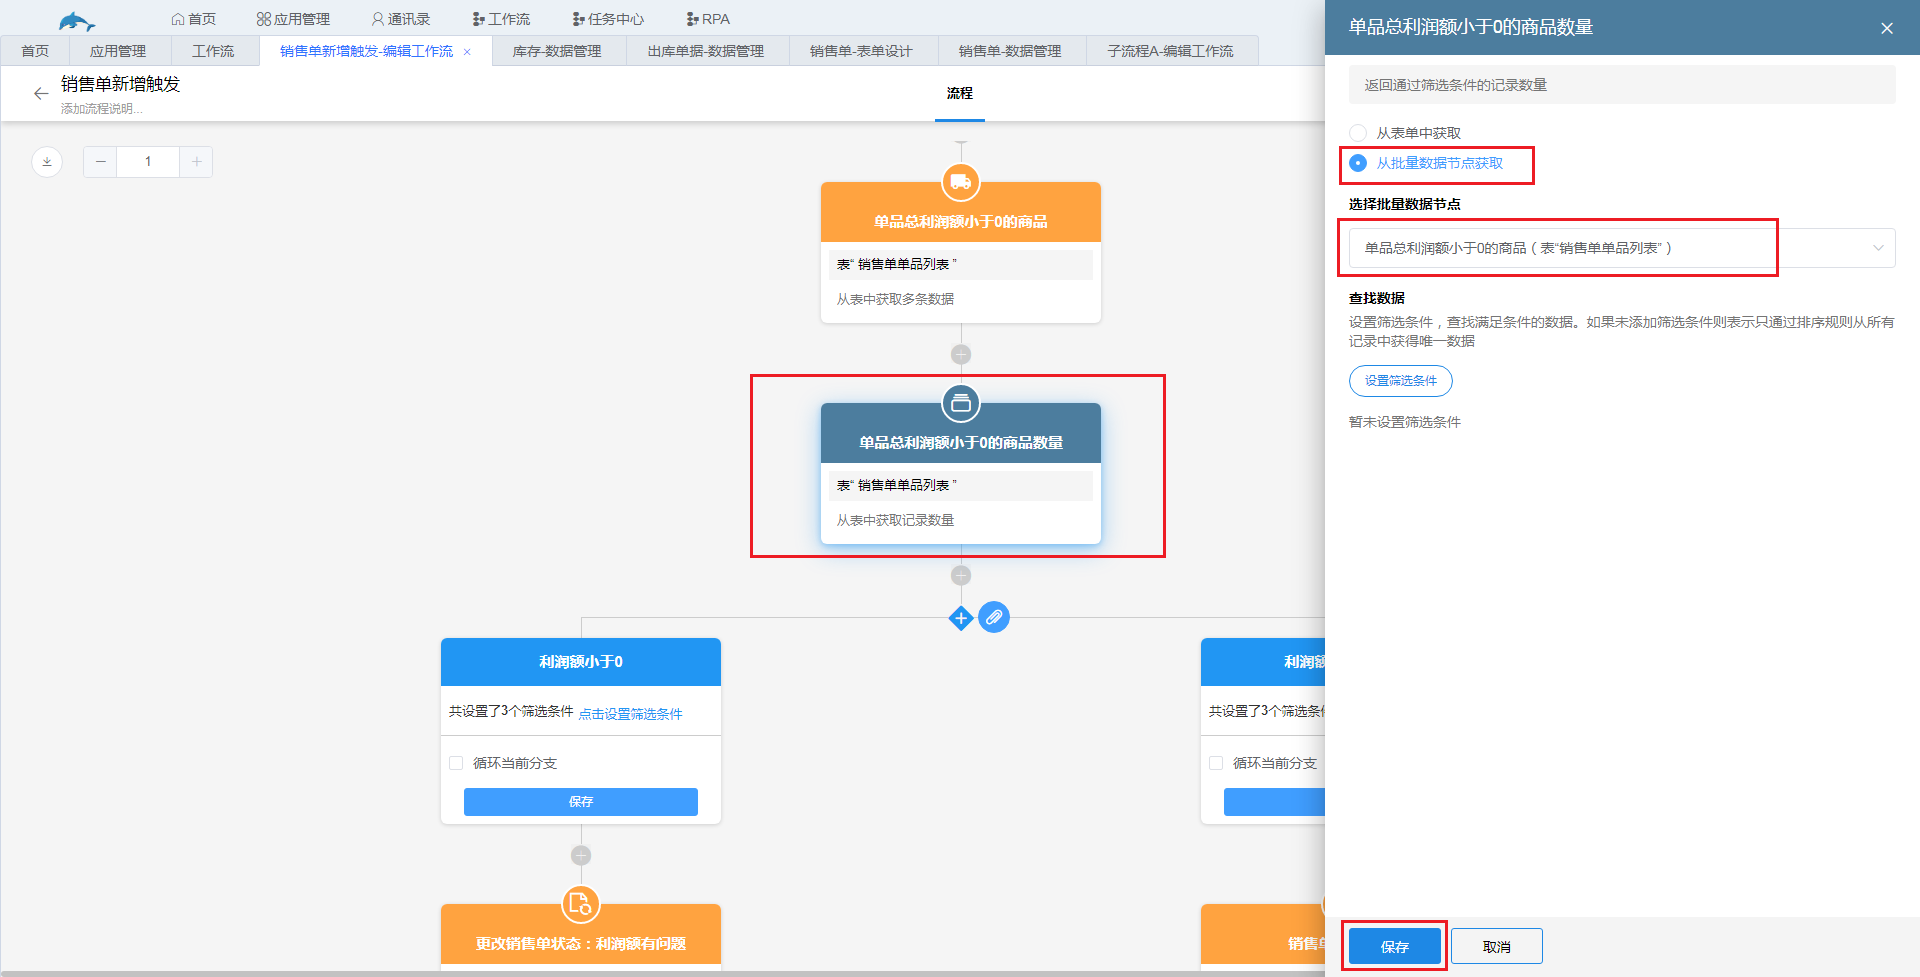 首页 应用管理 通讯录 工作流 任务中心 RPA
首页 应用管理 工作流 销售单新增触发-编辑工作流 × 库存-数据管理 出库单据-数据管理 销售单-表单设计 销售单-数据管理 子流程A-编辑工作流
销售单新增触发
添加流程说明...
流程
1
单品总利润额小于0的商品
表“ 销售单单品列表 ”
从表中获取多条数据
单品总利润额小于0的商品数量
表“ 销售单单品列表 ”
从表中获取记录数量
利润额小于0
共设置了3个筛选条件 点击设置筛选条件
循环当前分支
保存
更改销售单状态：利润额有问题
利润额
共设置了3个筛选条件
循环当前分支
销售单
单品总利润额小于0的商品数量
返回通过筛选条件的记录数量
从表单中获取
从批量数据节点获取
选择批量数据节点
单品总利润额小于0的商品（表“销售单单品列表”）
查找数据
设置筛选条件，查找满足条件的数据。如果未添加筛选条件则表示只通过排序规则从所有
记录中获得唯一数据
设置筛选条件
暂未设置筛选条件
保存 取消